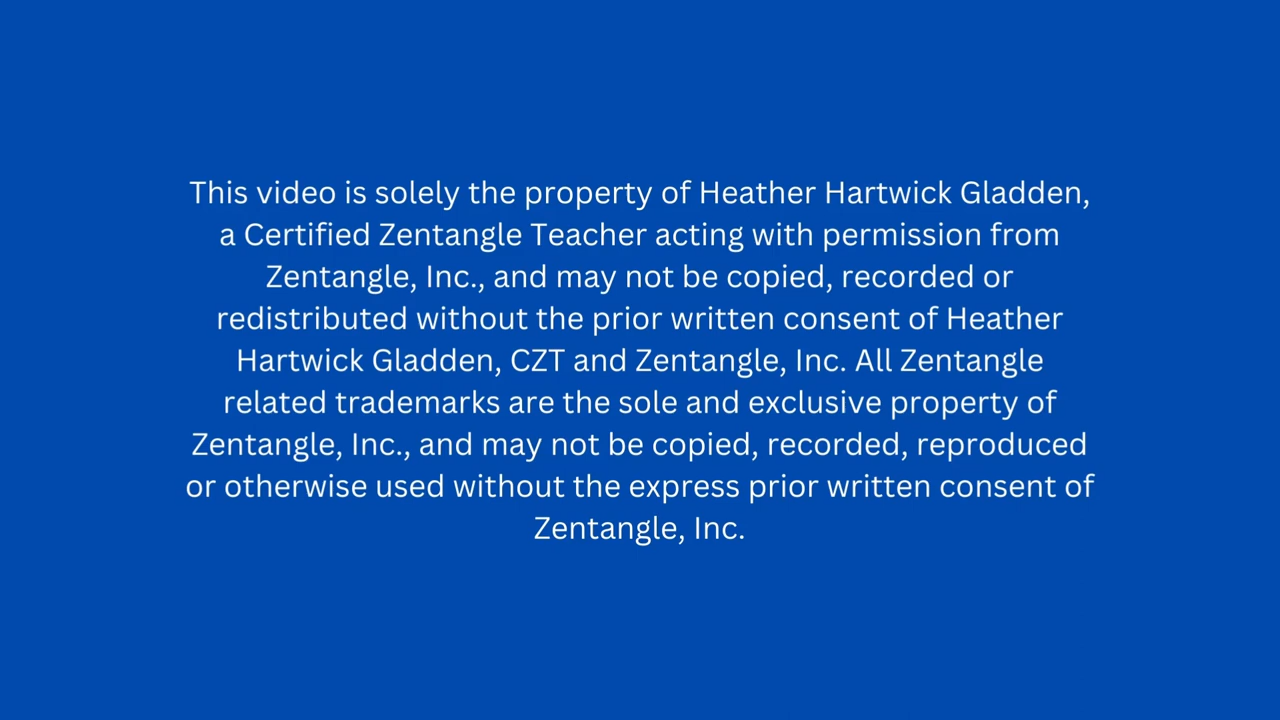 This video is solely the property of Heather Hartwick Gladden,
a Certified Zentangle Teacher acting with permission from
Zentangle, Inc., and may not be copied, recorded or
redistributed without the prior written consent of Heather
Hartwick Gladden, CZT and Zentangle, Inc. All Zentangle
related trademarks are the sole and exclusive property of
Zentangle, Inc., and may not be copied, recorded, reproduced
or otherwise used without the express prior written consent of
Zentangle, Inc.